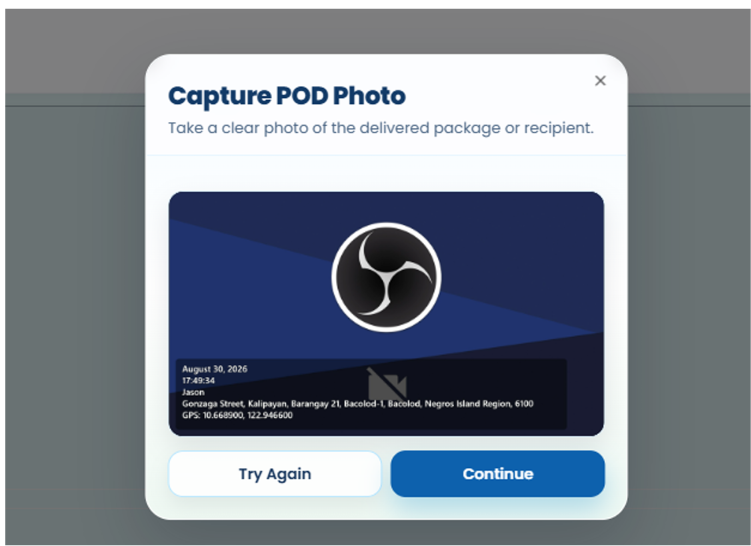 Capture POD Photo
Take a clear photo of the delivered package or recipient.
August 30, 2026
17:49:34
Jason
Gonzaga Street, Kalipayan, Barangay 21, Bacolod-1, Bacolod, Negros Island Region, 6100
GPS: 10.668900, 122.946600
Try Again
Continue